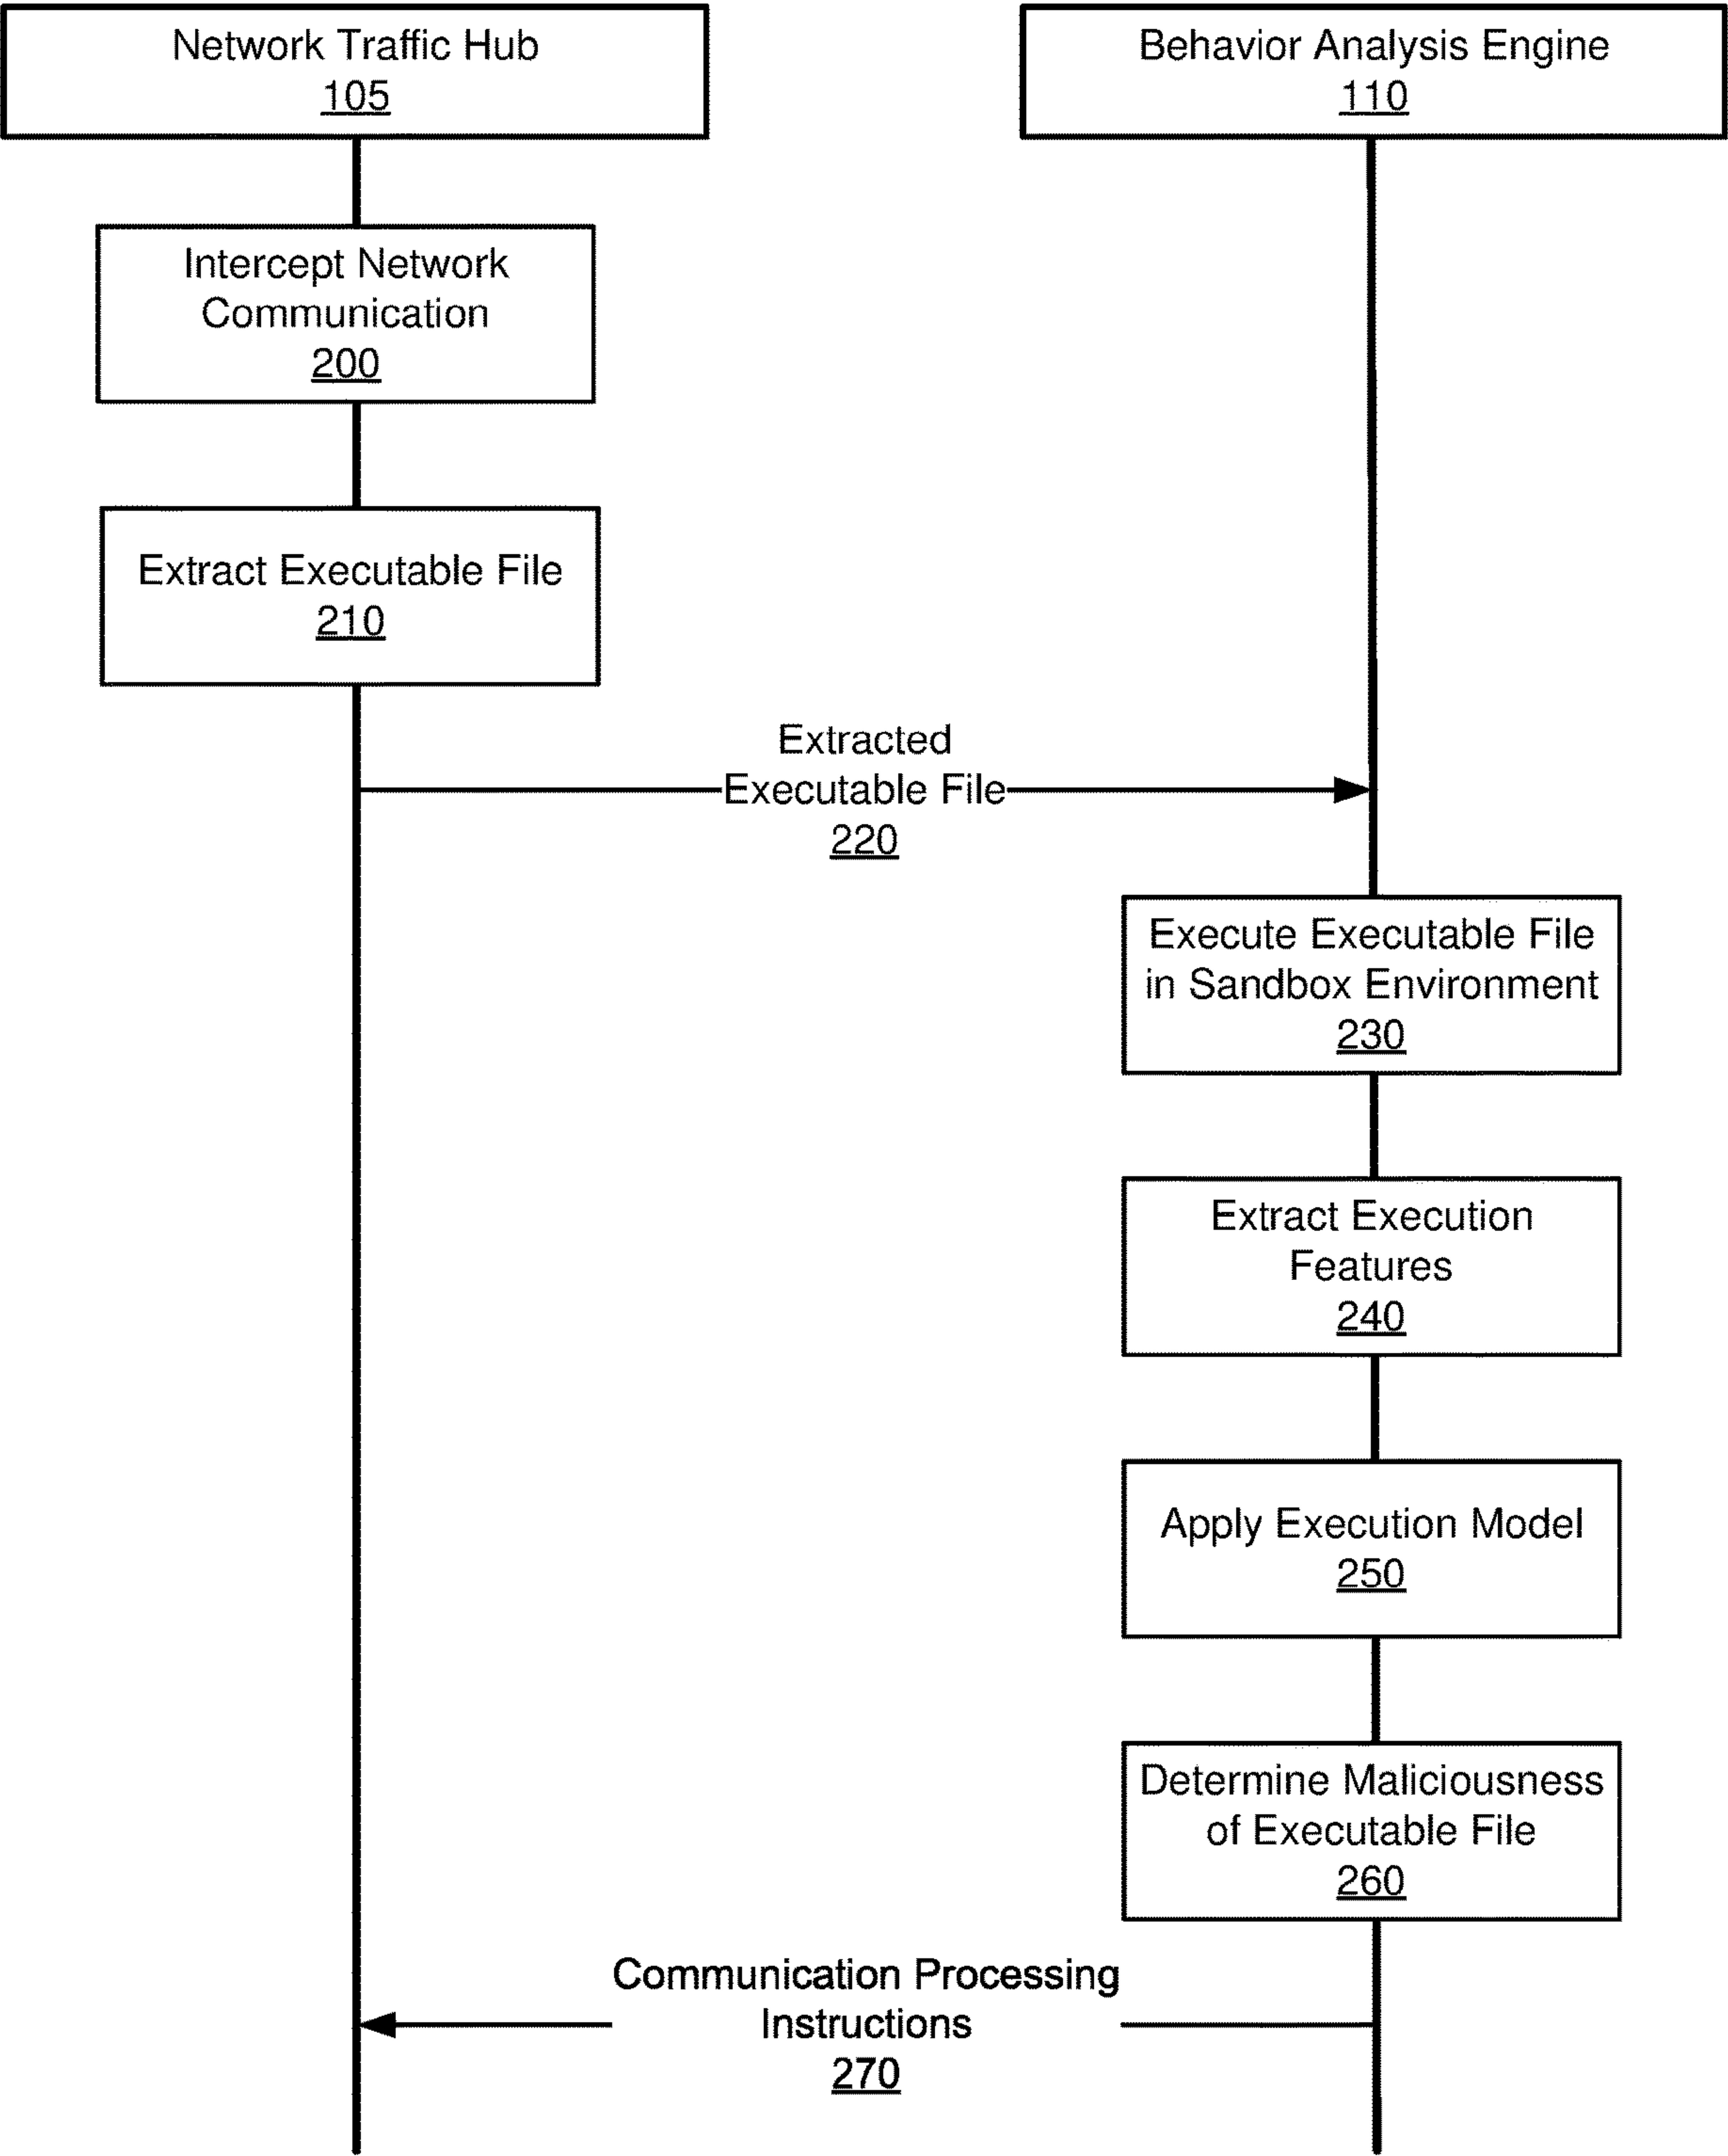 Network Traffic Hub
105
Behavior Analysis Engine
110
Intercept Network
Communication
200
Extract Executable File
210
Extracted
Executable File
220
Execute Executable File
in Sandbox Environment
230
Extract Execution
Features
240
Apply Execution Model
250
Determine Maliciousness
of Executable File
260
Communication Processing
Instructions
270